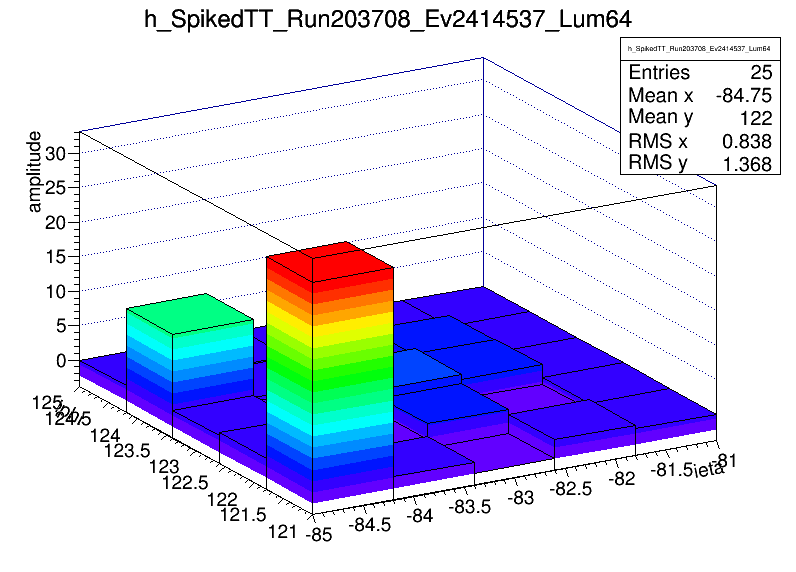 h_SpikedTT_Run203708_Ev2414537_Lum64
h_SpikedTT_Run203708_Ev2414537_Lum64
Entries 25
Mean x -84.75
Mean y 122
RMS x 0.838
RMS y 1.368
amplitude
30
25
20
15
10
5
0
125
124.5
124
123.5
123
122.5
122
121.5
121
-85
-84.5
-84
-83.5
-83
-82.5
-82
-81.5
-81
ieta